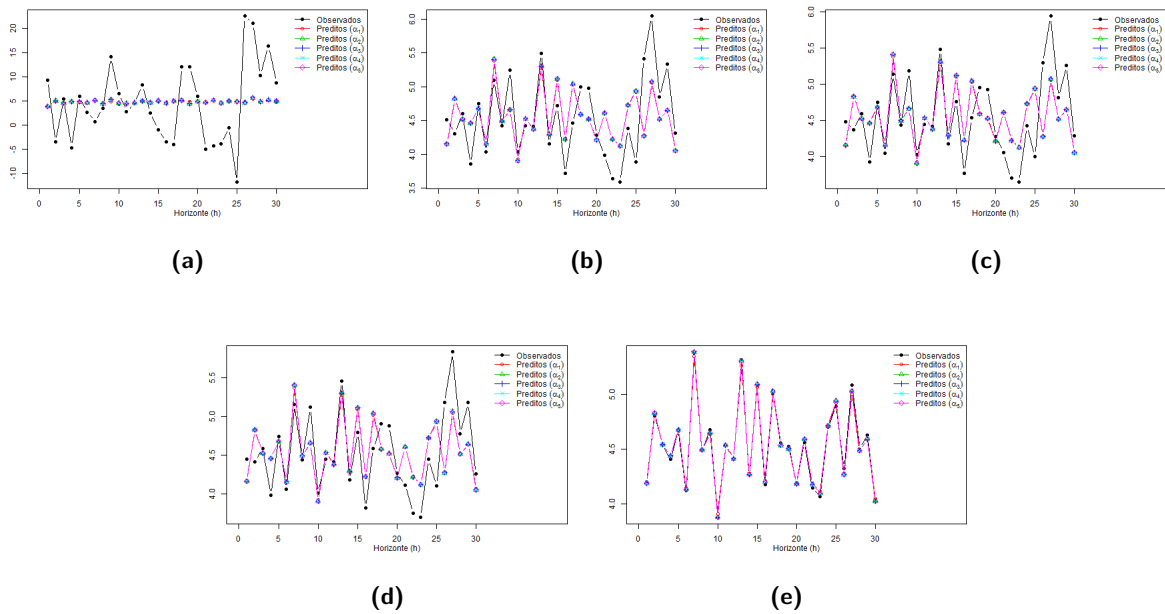 20
15
10
5
0
-5
-10
0 5 10 15 20 25 30
Horizonte (h)
Observados
Preditos (α₁)
Preditos (α₂)
Preditos (α₃)
Preditos (α₄)
Preditos (α₅)
(a)
6.0
5.5
5.0
4.5
4.0
3.5
0 5 10 15 20 25 30
Horizonte (h)
Observados
Preditos (α₁)
Preditos (α₂)
Preditos (α₃)
Preditos (α₄)
Preditos (α₅)
(b)
6.0
5.5
5.0
4.5
4.0
0 5 10 15 20 25 30
Horizonte (h)
Observados
Preditos (α₁)
Preditos (α₂)
Preditos (α₃)
Preditos (α₄)
Preditos (α₅)
(c)
5.5
5.0
4.5
4.0
0 5 10 15 20 25 30
Horizonte (h)
Observados
Preditos (α₁)
Preditos (α₂)
Preditos (α₃)
Preditos (α₄)
Preditos (α₅)
(d)
5.0
4.5
4.0
0 5 10 15 20 25 30
Horizonte (h)
Observados
Preditos (α₁)
Preditos (α₂)
Preditos (α₃)
Preditos (α₄)
Preditos (α₅)
(e)